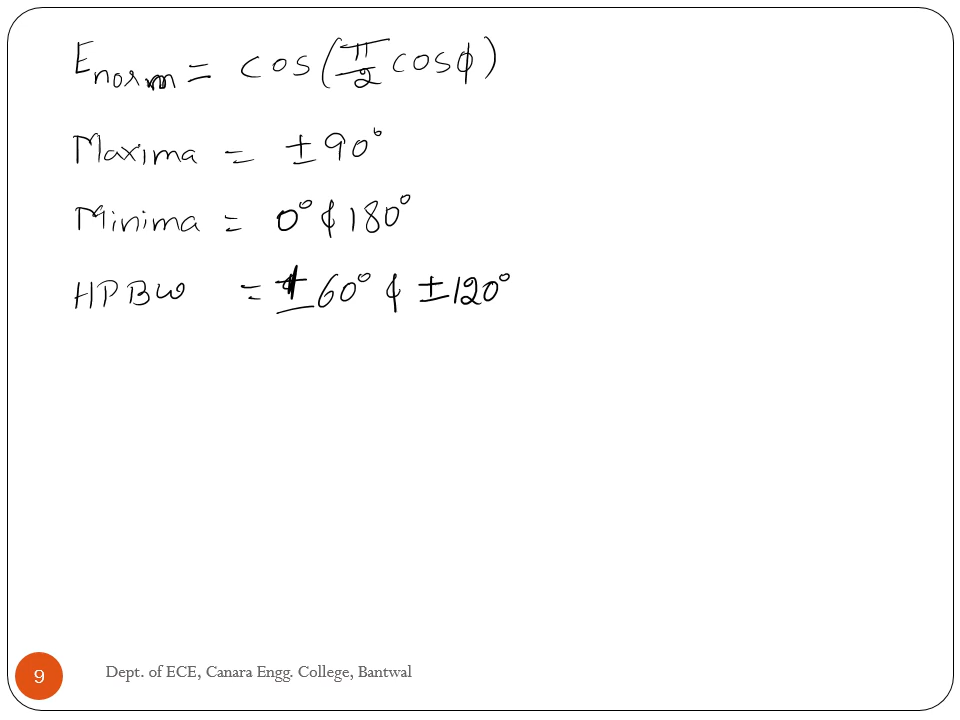 E_norm = cos(π/2 cosϕ)
Maxima = ±90°
Minima = 0° & 180°
HPBW = ±60° & ±120°
9
Dept. of ECE, Canara Engg. College, Bantwal